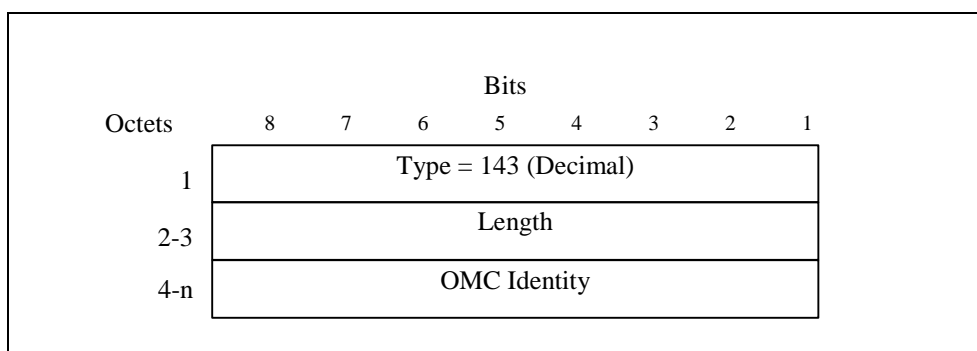 Bits
Octets 8 7 6 5 4 3 2 1
1 Type = 143 (Decimal)
2-3 Length
4-n OMC Identity